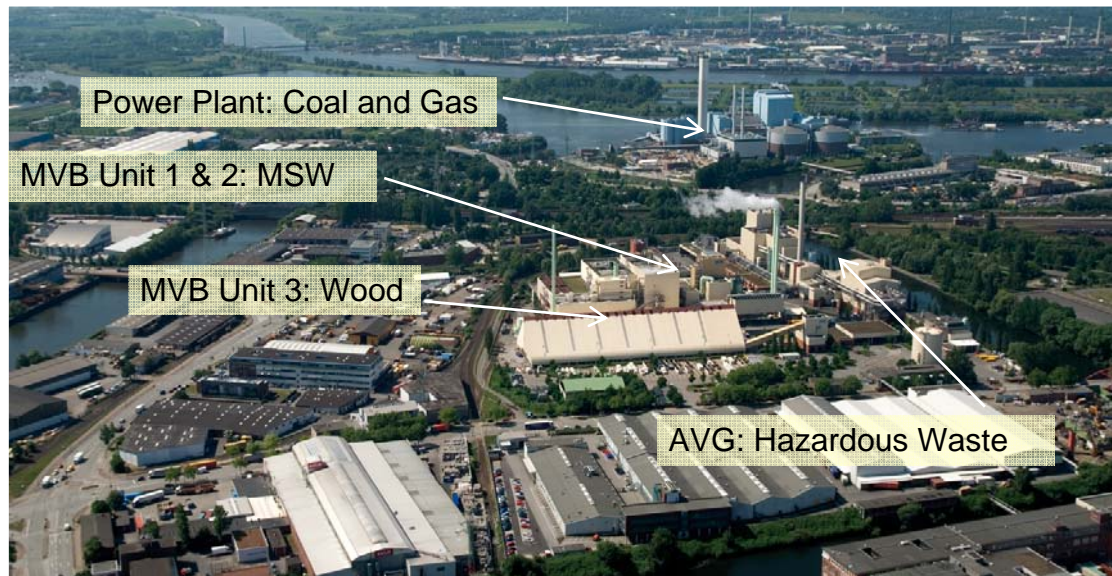 Power Plant: Coal and Gas
MVB Unit 1 & 2: MSW
MVB Unit 3: Wood
AVG: Hazardous Waste